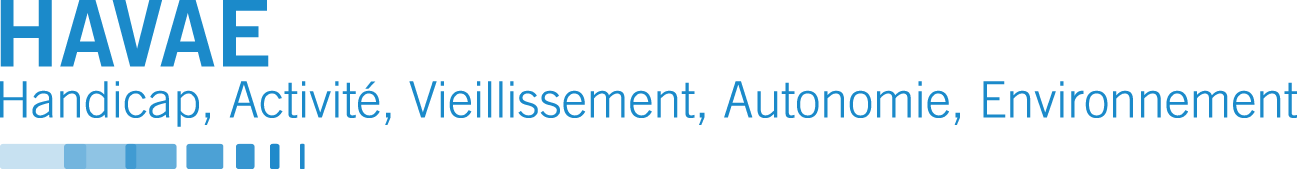 HAVAE
Handicap, Activité, Vieillissement, Autonomie, Environnement